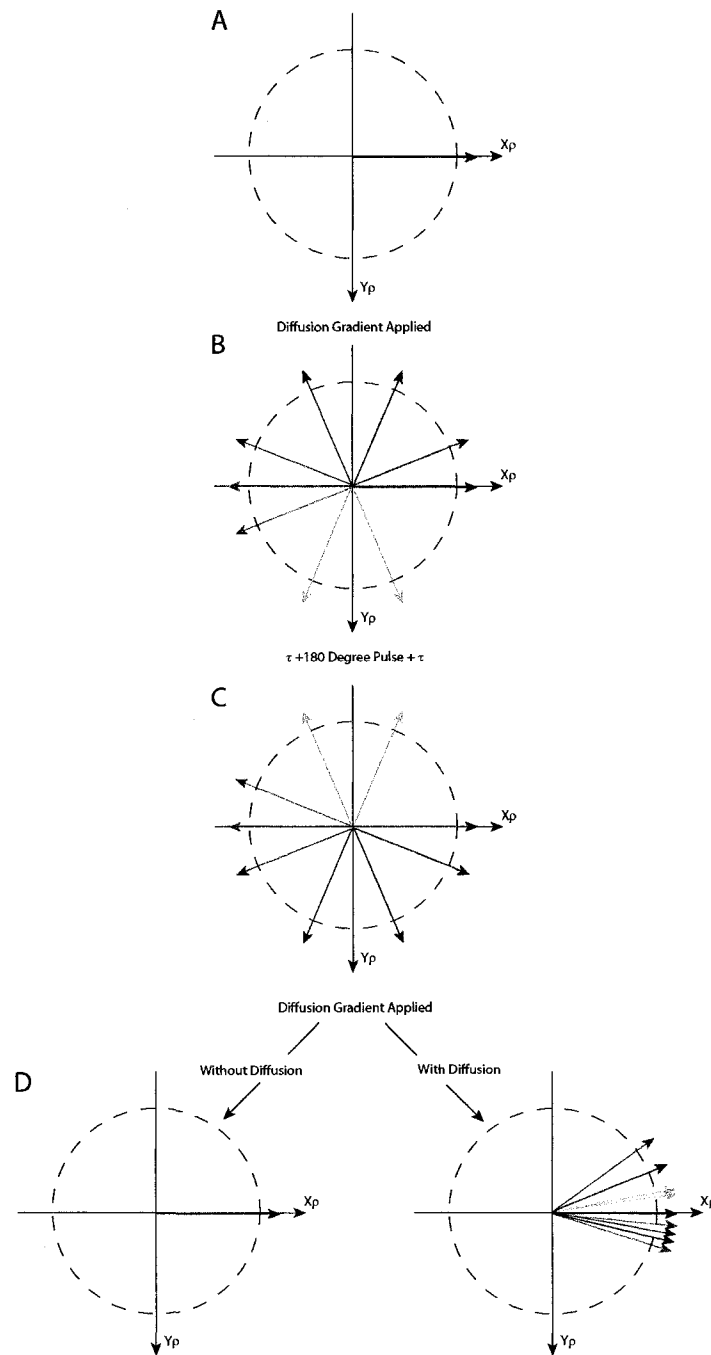 A
Xρ
Yρ
Diffusion Gradient Applied
B
Xρ
Yρ
τ +180 Degree Pulse + τ
C
Xρ
Yρ
Diffusion Gradient Applied
Without Diffusion
With Diffusion
D
Xρ
Xρ
Yρ
Yρ